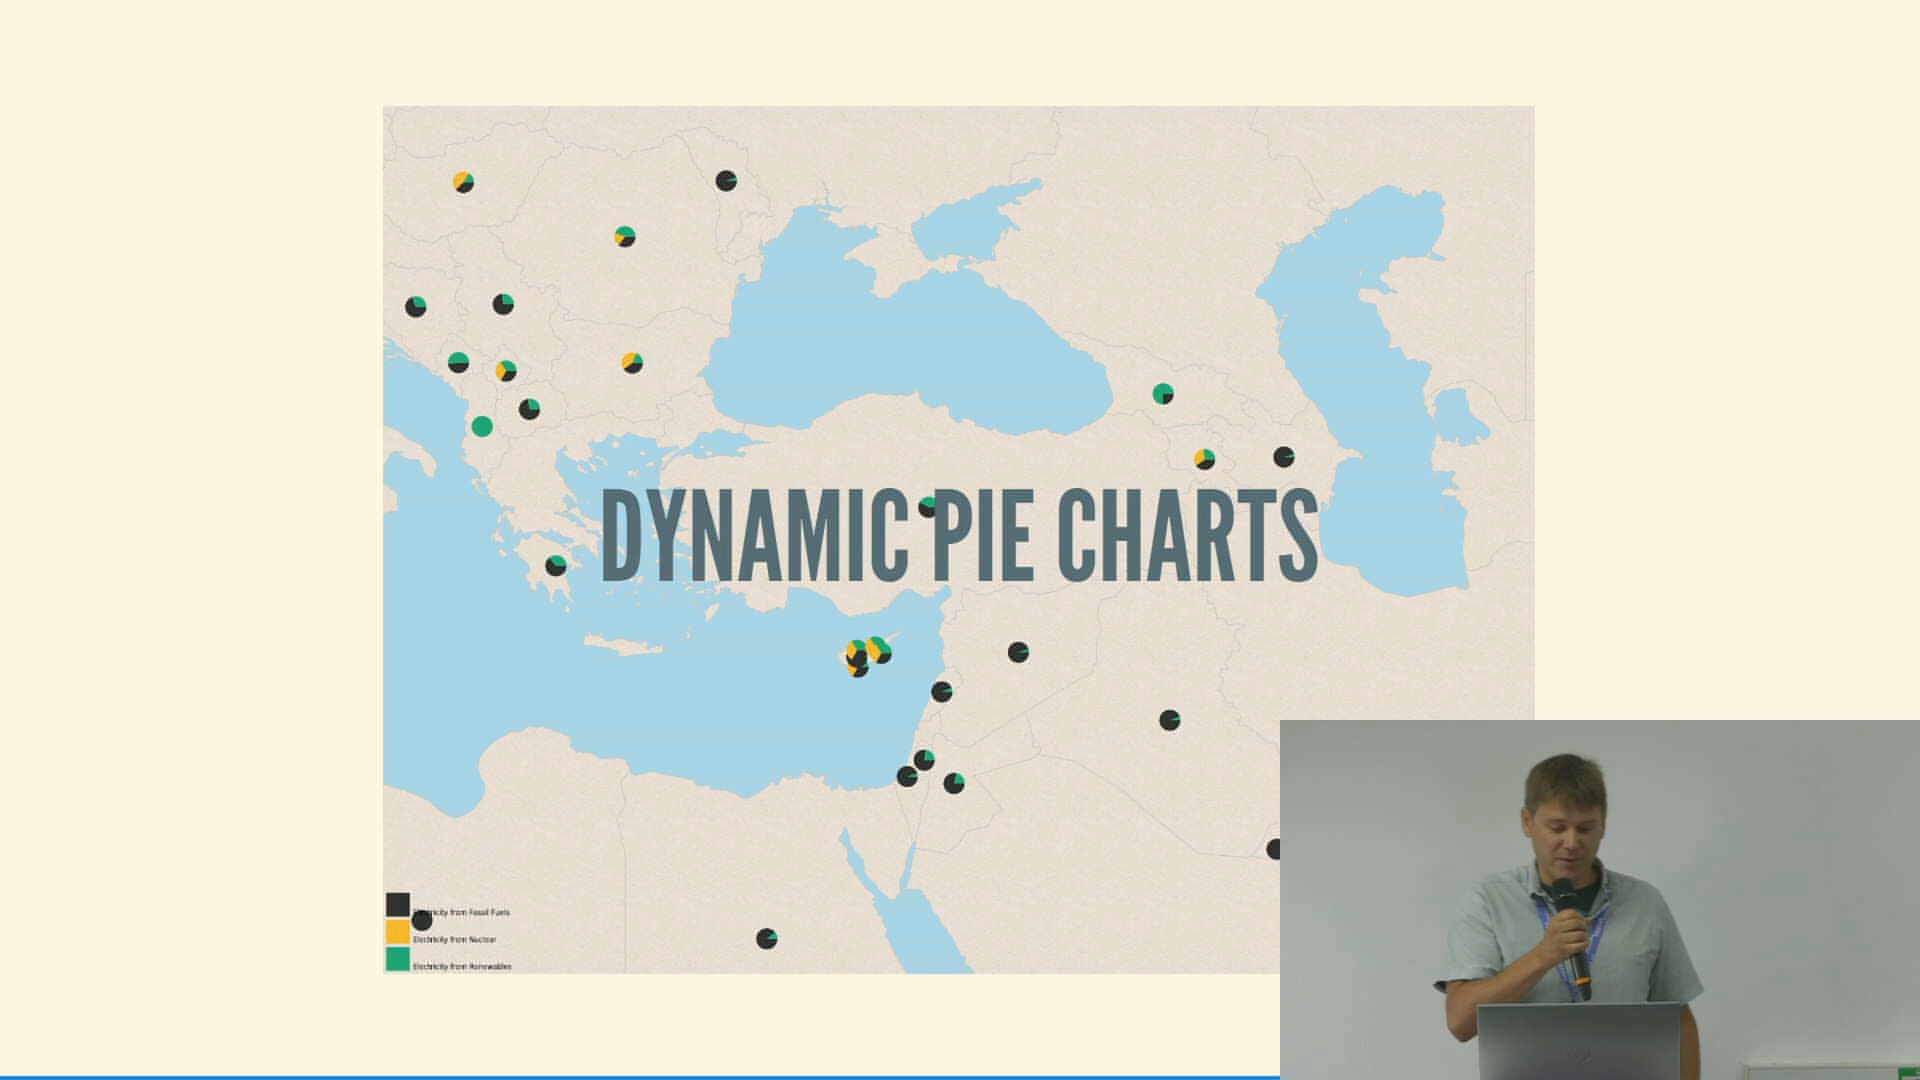 DYNAMIC PIE CHARTS
Electricity from Fossil Fuels
Electricity from Nuclear
Electricity from Renewables